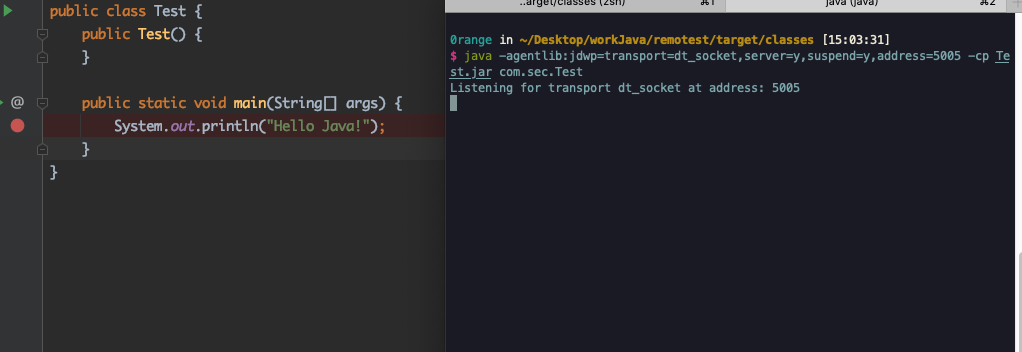 public class Test {
public Test() {
}
@ public static void main(String[] args) {
System.out.println("Hello Java!");
}
}
..arget/classes (zsh) ⌘1 java (java) ⌘2
0range in ~/Desktop/workJava/remotest/target/classes [15:03:31]
$ java -agentlib:jdwp=transport=dt_socket,server=y,suspend=y,address=5005 -cp Te
st.jar com.sec.Test
Listening for transport dt_socket at address: 5005